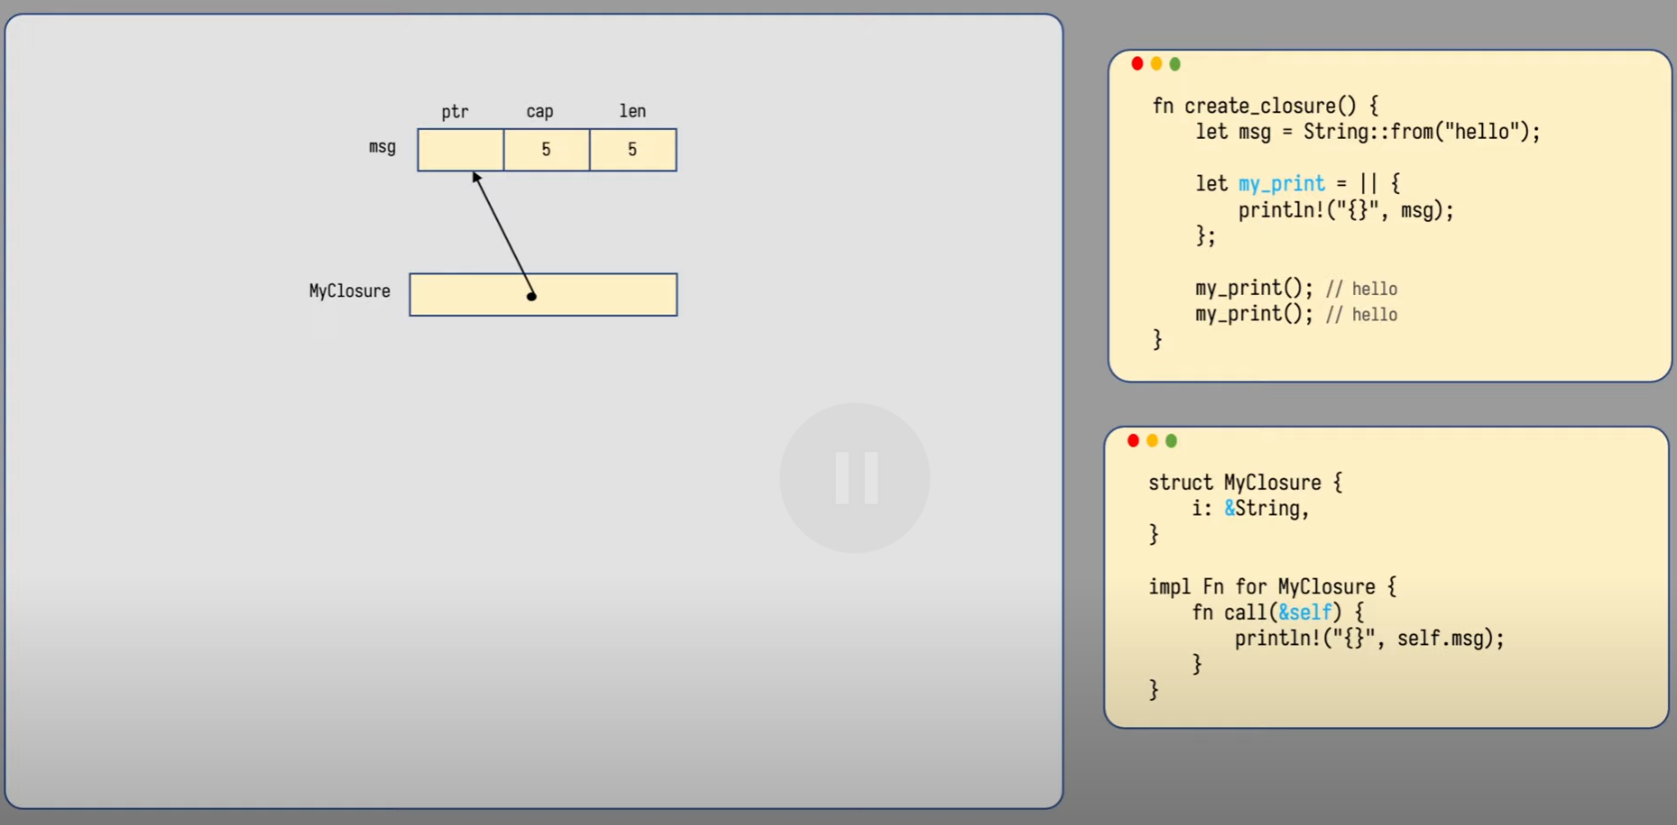 ptr cap len
msg 5 5
MyClosure
fn create_closure() {
let msg = String::from("hello");
let my_print = || {
println!("{}", msg);
};
my_print(); // hello
my_print(); // hello
}
struct MyClosure {
i: &String,
}
impl Fn for MyClosure {
fn call(&self) {
println!("{}", self.msg);
}
}